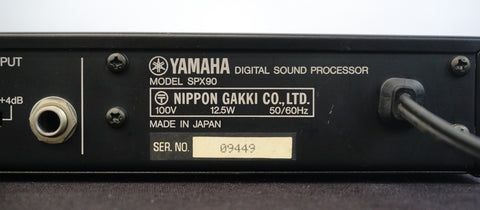 PUT
+4dB
YAMAHA DIGITAL SOUND PROCESSOR
MODEL SPX90
NIPPON GAKKI CO., LTD.
100V 12.5W 50/60Hz
MADE IN JAPAN
SER. NO. 09449